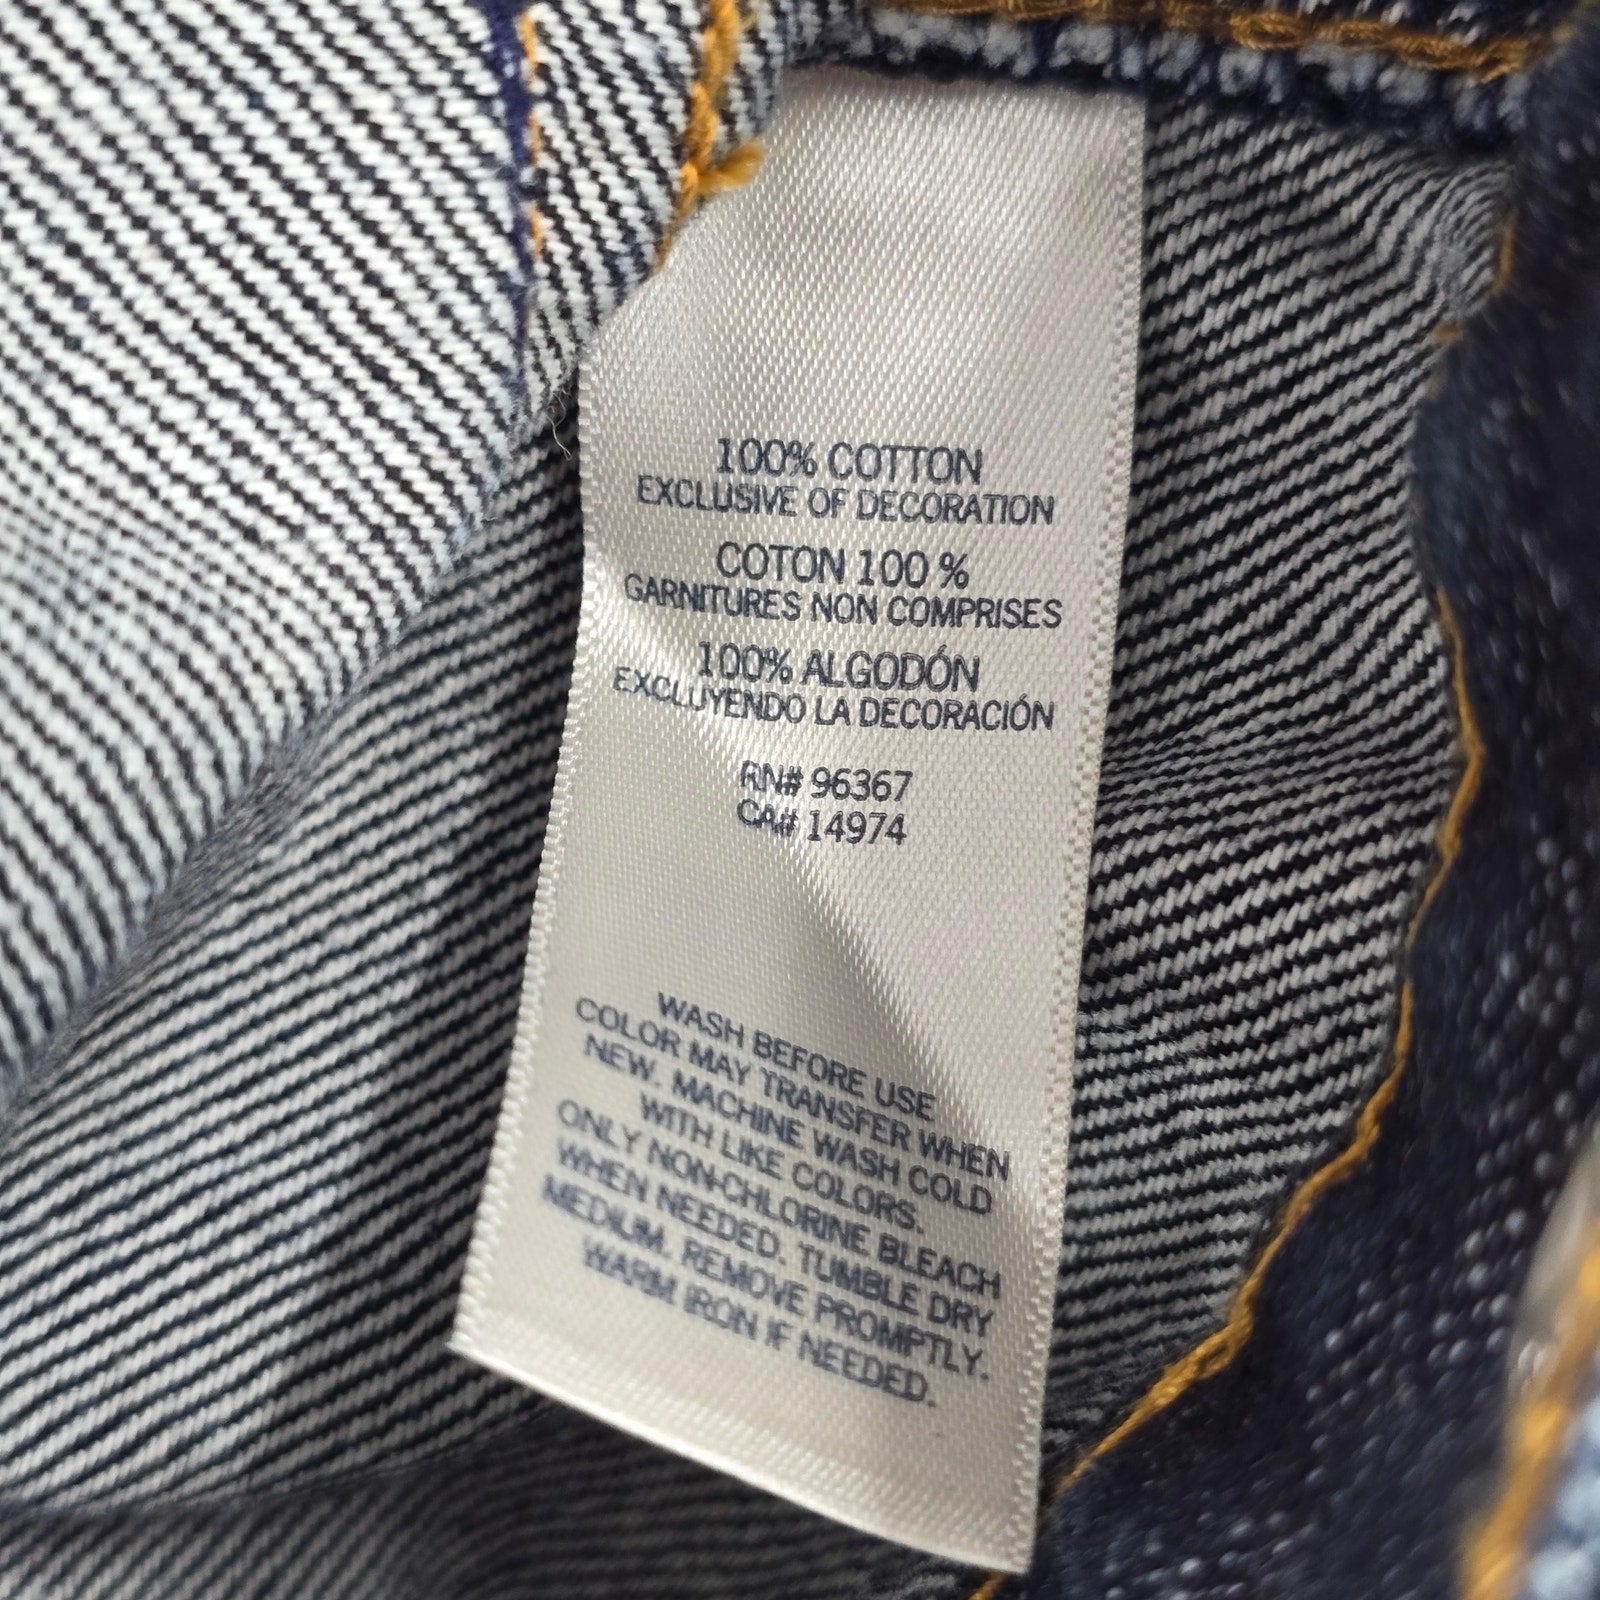 100% COTTON
EXCLUSIVE OF DECORATION
COTON 100 %
GARNITURES NON COMPRISES
100% ALGODÓN
EXCLUYENDO LA DECORACIÓN
RN# 96367
CA# 14974
WASH BEFORE USE
COLOR MAY TRANSFER WHEN
NEW. MACHINE WASH COLD
WITH LIKE COLORS.
ONLY NON-CHLORINE BLEACH
WHEN NEEDED. TUMBLE DRY
MEDIUM. REMOVE PROMPTLY.
WARM IRON IF NEEDED.